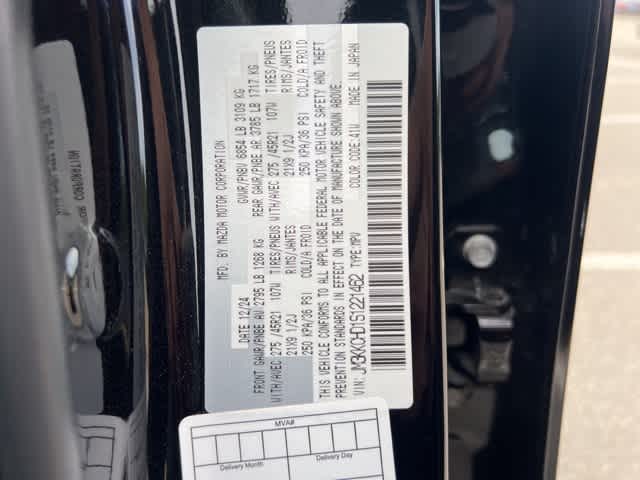 MFD. BY MAZDA MOTOR CORPORATION
DATE 12/24 GVWR/PNBV 6854 LB 3109 KG
FRONT GAWR/PNBE AV 2795 LB 1268 KG REAR GAWR/PNBE AR 3785 LB 1717 KG
WITH/AVEC 275 /45R21 107W TIRES/PNEUS WITH/AVEC 275 /45R21 107W TIRES/PNEUS
21X9 1/2J RIMS/JANTES 21X9 1/2J RIMS/JANTES
250 KPA/36 PSI COLD/A FROID 250 KPA/36 PSI COLD/A FROID
THIS VEHICLE CONFORMS TO ALL APPLICABLE FEDERAL MOTOR VEHICLE SAFETY AND THEFT
PREVENTION STANDARDS IN EFFECT ON THE DATE OF MANUFACTURE SHOWN ABOVE.
VIN: JM3KKCHD1S1221462 TYPE:MPV COLOR CODE:41W MADE IN JAPAN
MVA#
Delivery Month Delivery Day